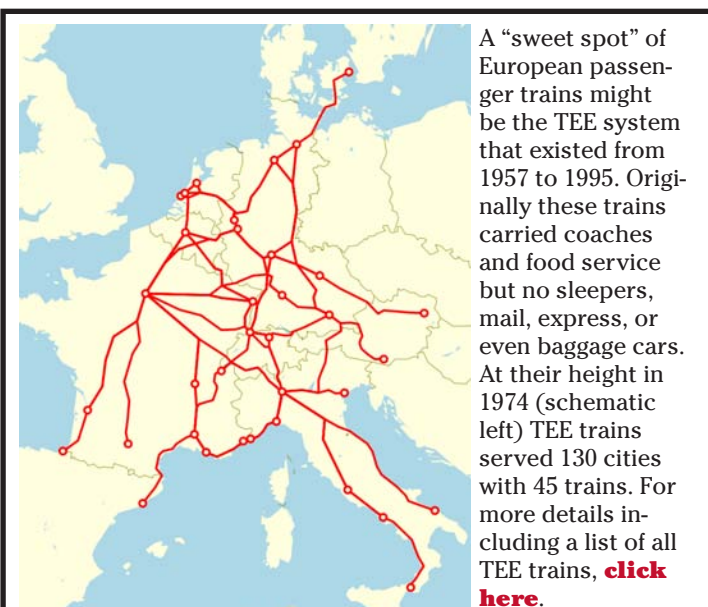 A “sweet spot” of
European passen-
ger trains might
be the TEE system
that existed from
1957 to 1995. Origi-
nally these trains
carried coaches
and food service
but no sleepers,
mail, express, or
even baggage cars.
At their height in
1974 (schematic
left) TEE trains
served 130 cities
with 45 trains. For
more details in-
cluding a list of all
TEE trains, click
here.